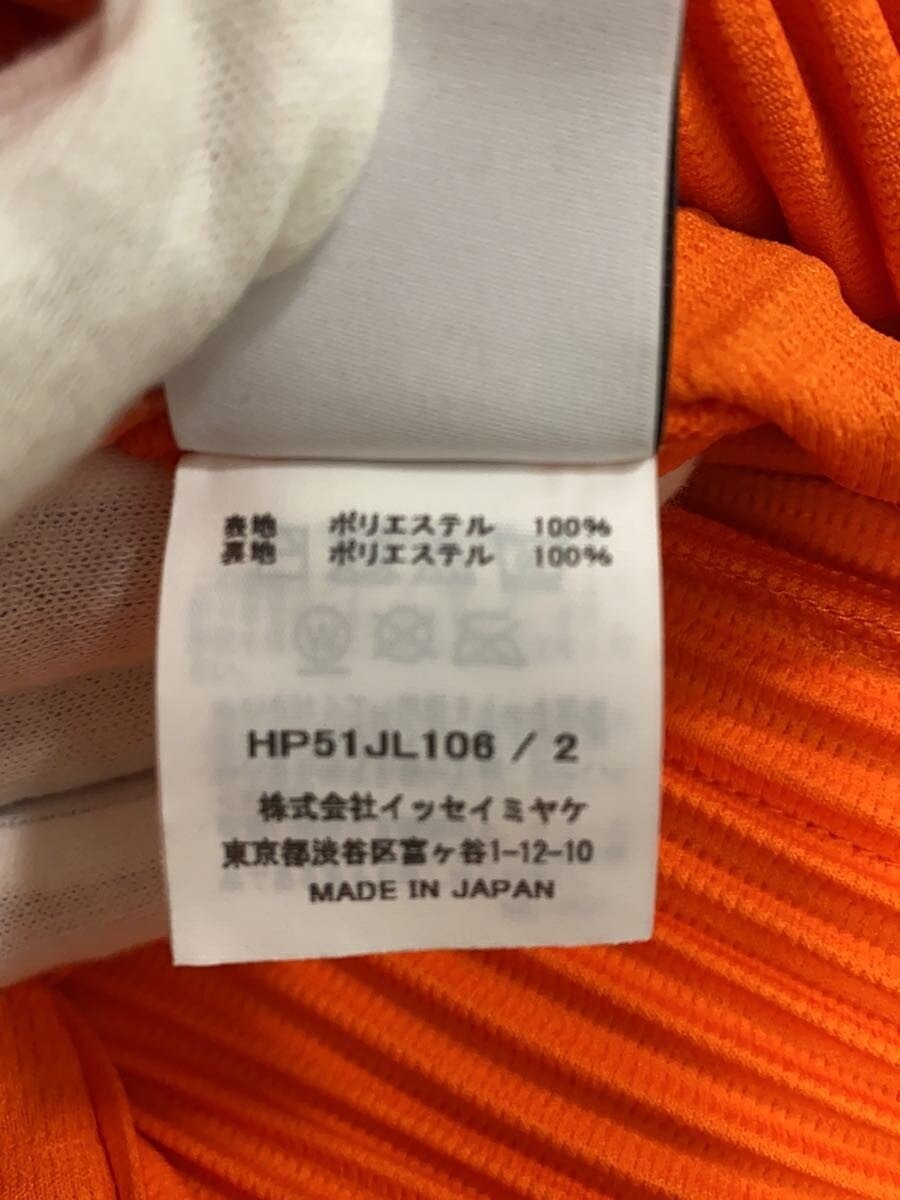 表地 ポリエステル 100%
裏地 ポリエステル 100%
HP51JL106 / 2
株式会社イッセイミヤケ
東京都渋谷区富ヶ谷1-12-10
MADE IN JAPAN